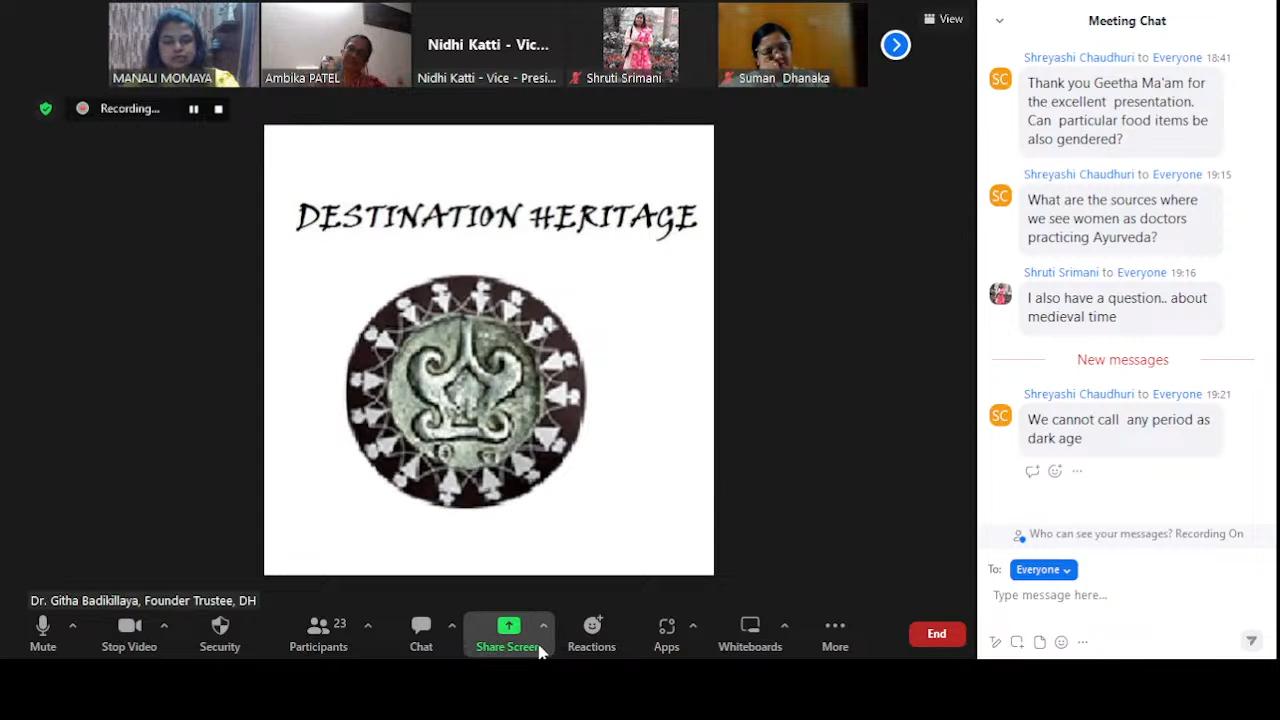 Nidhi Katti - Vic...
View
MANALI MOMAYA
Ambika PATEL
Nidhi Katti - Vice - Presi...
Shruti Srimani
Suman_Dhanaka
Recording...
DESTINATION HERITAGE
Dr. Githa Badikillaya, Founder Trustee, DH
23
Mute
Stop Video
Security
Participants
Chat
Share Screen
Reactions
Apps
Whiteboards
More
End
Meeting Chat
Shreyashi Chaudhuri to Everyone 18:41
SC
Thank you Geetha Ma'am for
the excellent presentation.
Can particular food items be
also gendered?
Shreyashi Chaudhuri to Everyone 19:15
SC
What are the sources where
we see women as doctors
practicing Ayurveda?
Shruti Srimani to Everyone 19:16
I also have a question.. about
medieval time
New messages
Shreyashi Chaudhuri to Everyone 19:21
SC
We cannot call any period as
dark age
Who can see your messages? Recording On
To: Everyone
Type message here...